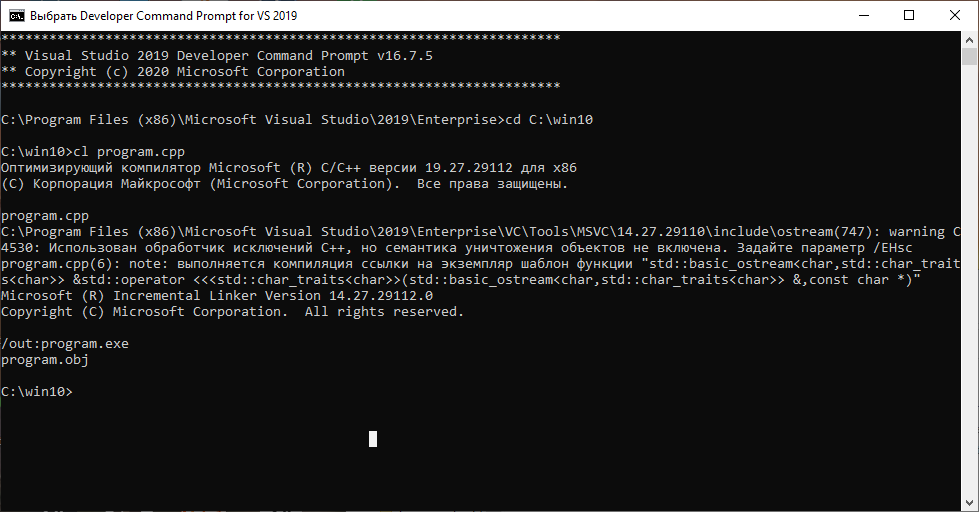 Выбрать Developer Command Prompt for VS 2019
**********************************************************************
** Visual Studio 2019 Developer Command Prompt v16.7.5
** Copyright (c) 2020 Microsoft Corporation
**********************************************************************
C:\Program Files (x86)\Microsoft Visual Studio\2019\Enterprise>cd C:\win10
C:\win10>cl program.cpp
Оптимизирующий компилятор Microsoft (R) C/C++ версии 19.27.29112 для x86
(C) Корпорация Майкрософт (Microsoft Corporation).  Все права защищены.
program.cpp
C:\Program Files (x86)\Microsoft Visual Studio\2019\Enterprise\VC\Tools\MSVC\14.27.29110\include\ostream(747): warning C
4530: Использован обработчик исключений C++, но семантика уничтожения объектов не включена. Задайте параметр /EHsc
program.cpp(6): note: выполняется компиляция ссылки на экземпляр шаблон функции "std::basic_ostream<char,std::char_trait
s<char>> &std::operator <<<std::char_traits<char>>(std::basic_ostream<char,std::char_traits<char>> &,const char *)"
Microsoft (R) Incremental Linker Version 14.27.29112.0
Copyright (C) Microsoft Corporation.  All rights reserved.
/out:program.exe
program.obj
C:\win10>